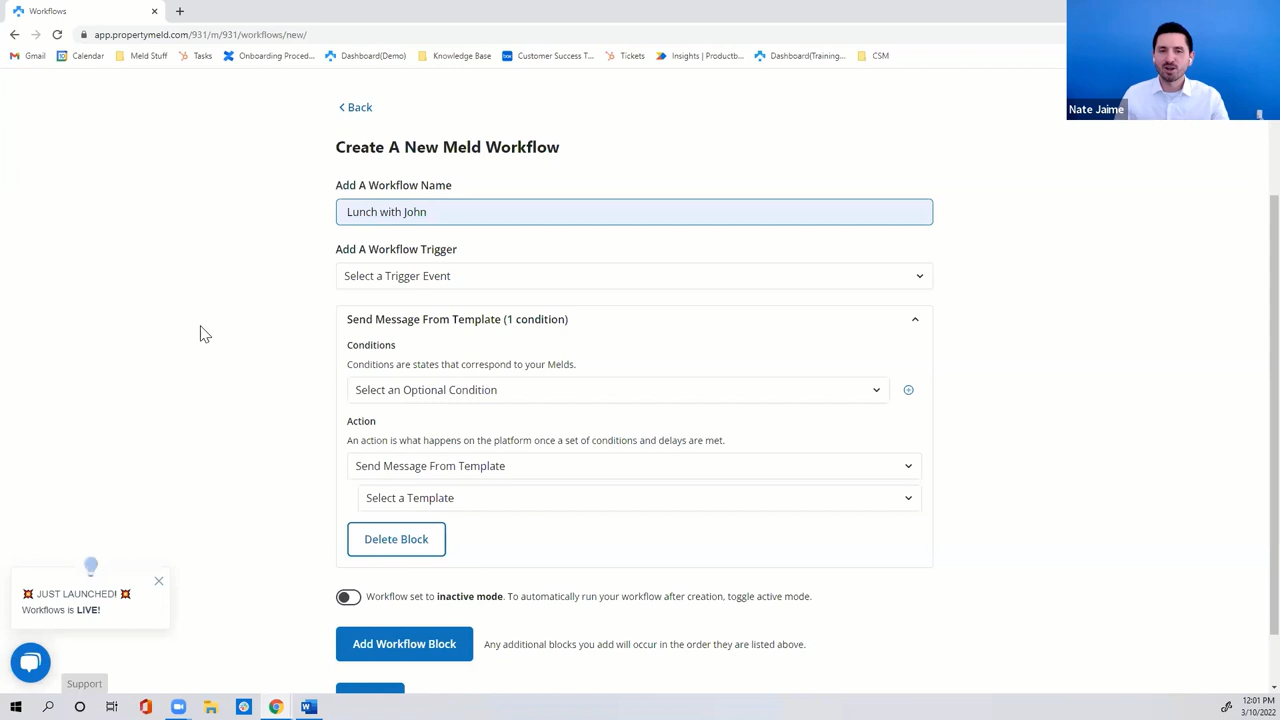 Workflows
app.propertymeld.com/931/m/931/workflows/new/
Gmail
Calendar
Meld Stuff
Tasks
Onboarding Proced...
Dashboard(Demo)
Knowledge Base
Customer Success T...
Tickets
Insights | Productb...
Dashboard(Training...
CSM
Nate Jaime
Back
Create A New Meld Workflow
Add A Workflow Name
Lunch with John
Add A Workflow Trigger
Select a Trigger Event
Send Message From Template (1 condition)
Conditions
Conditions are states that correspond to your Melds.
Select an Optional Condition
Action
An action is what happens on the platform once a set of conditions and delays are met.
Send Message From Template
Select a Template
Delete Block
JUST LAUNCHED!
Workflows is LIVE!
Workflow set to inactive mode. To automatically run your workflow after creation, toggle active mode.
Add Workflow Block
Any additional blocks you add will occur in the order they are listed above.
Support
12:01 PM
3/10/2022